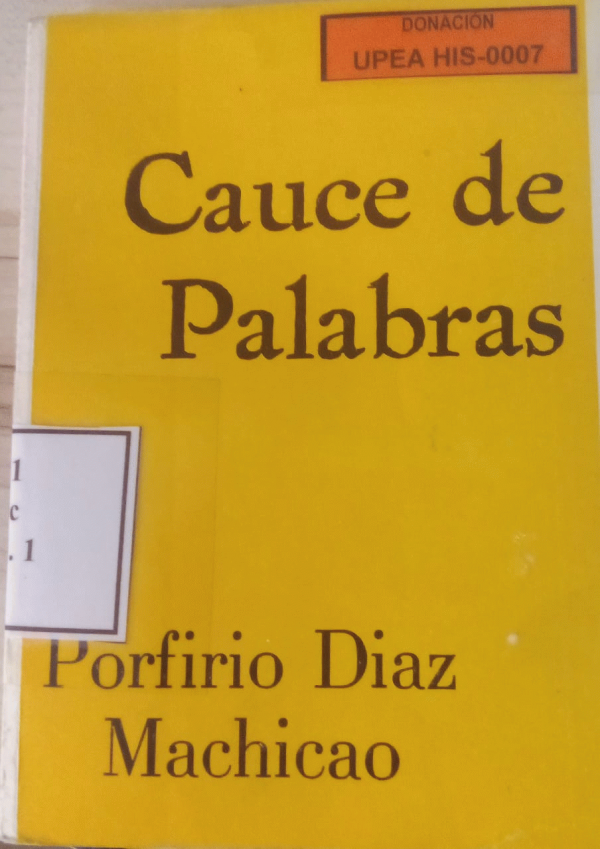 DONACIÓN
UPEA HIS-0007
Cauce de
Palabras
1
c
. 1
Porfirio Diaz
Machicao